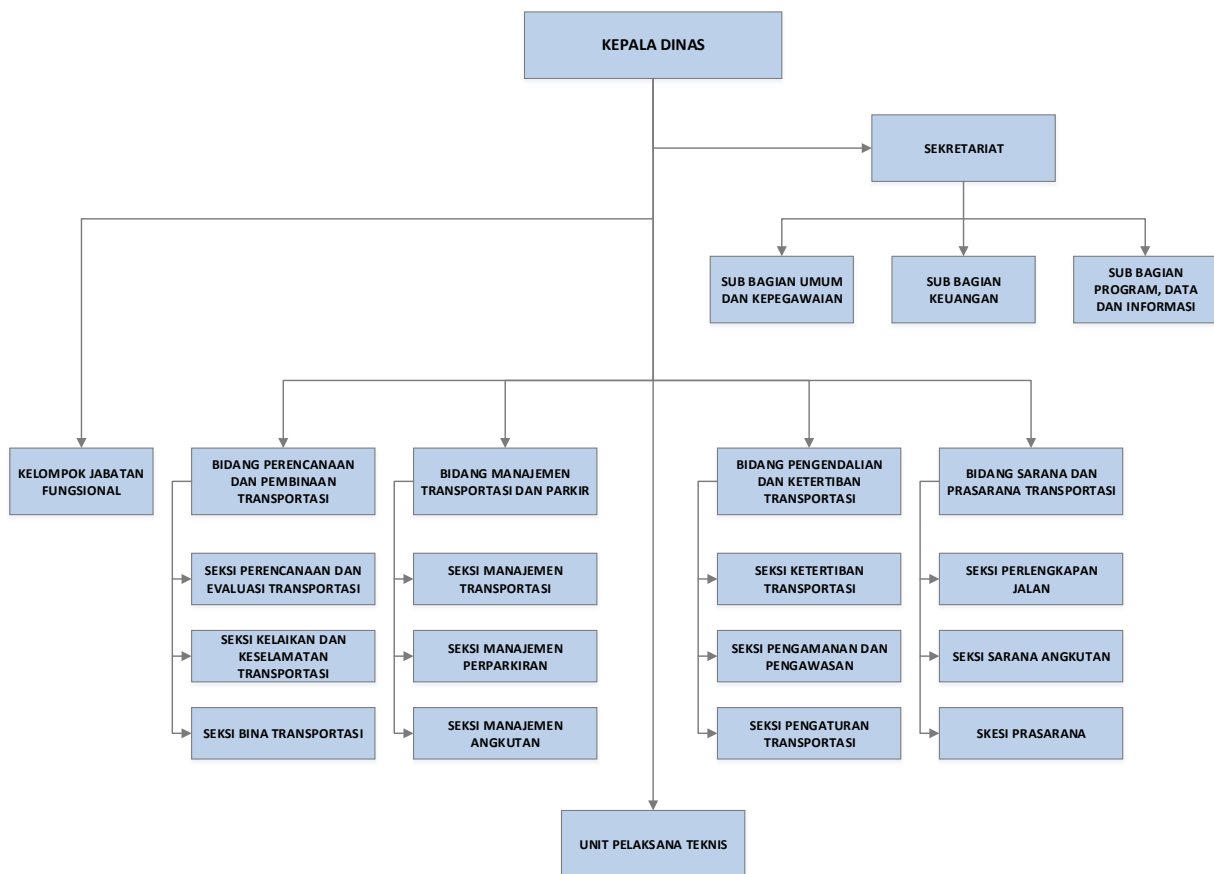 KEPALA DINAS
SEKRETARIAT
SUB BAGIAN UMUM
DAN KEPEGAWAIAN
SUB BAGIAN
KEUANGAN
SUB BAGIAN
PROGRAM, DATA
DAN INFORMASI
KELOMPOK JABATAN
FUNGSIONAL
BIDANG PERENCANAAN
DAN PEMBINAAN
TRANSPORTASI
BIDANG MANAJEMEN
TRANSPORTASI DAN PARKIR
BIDANG PENGENDALIAN
DAN KETERTIBAN
TRANSPORTASI
BIDANG SARANA DAN
PRASARANA TRANSPORTASI
SEKSI PERENCANAAN DAN
EVALUASI TRANSPORTASI
SEKSI MANAJEMEN
TRANSPORTASI
SEKSI KETERTIBAN
TRANSPORTASI
SEKSI PERLENGKAPAN
JALAN
SEKSI KELAIKAN DAN
KESELAMATAN
TRANSPORTASI
SEKSI MANAJEMEN
PERPARKIRAN
SEKSI PENGAMANAN DAN
PENGAWASAN
SEKSI SARANA ANGKUTAN
SEKSI BINA TRANSPORTASI
SEKSI MANAJEMEN
ANGKUTAN
SEKSI PENGATURAN
TRANSPORTASI
SKESI PRASARANA
UNIT PELAKSANA TEKNIS